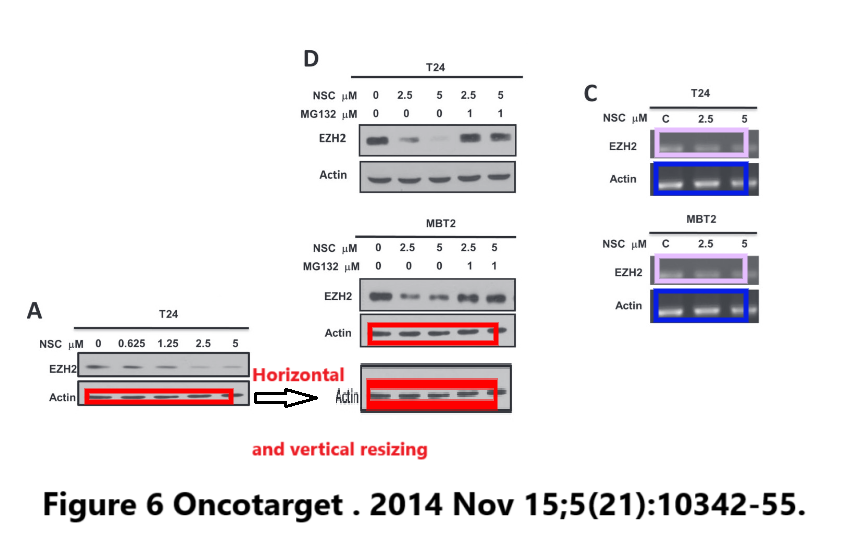 D
T24
NSC μM 0 2.5 5 2.5 5
MG132 μM 0 0 0 1 1
EZH2
Actin
MBT2
NSC μM 0 2.5 5 2.5 5
MG132 μM 0 0 0 1 1
EZH2
Actin
Actin
C
T24
NSC μM C 2.5 5
EZH2
Actin
MBT2
NSC μM C 2.5 5
EZH2
Actin
A
T24
NSC μM 0 0.625 1.25 2.5 5
EZH2
Actin
Horizontal
and vertical resizing
Figure 6 Oncotarget . 2014 Nov 15;5(21):10342-55.